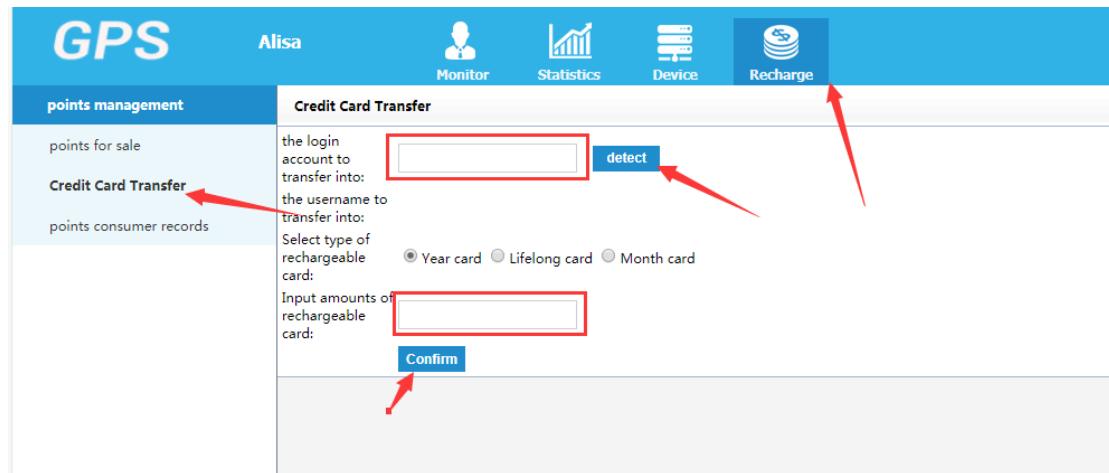 GPS
Alisa
Monitor
Statistics
Device
Recharge
points management
points for sale
Credit Card Transfer
points consumer records
Credit Card Transfer
the login
account to
transfer into:
detect
the username to
transfer into:
Select type of
rechargeable
card:
Year card Lifelong card Month card
Input amounts of
rechargeable
card:
Confirm